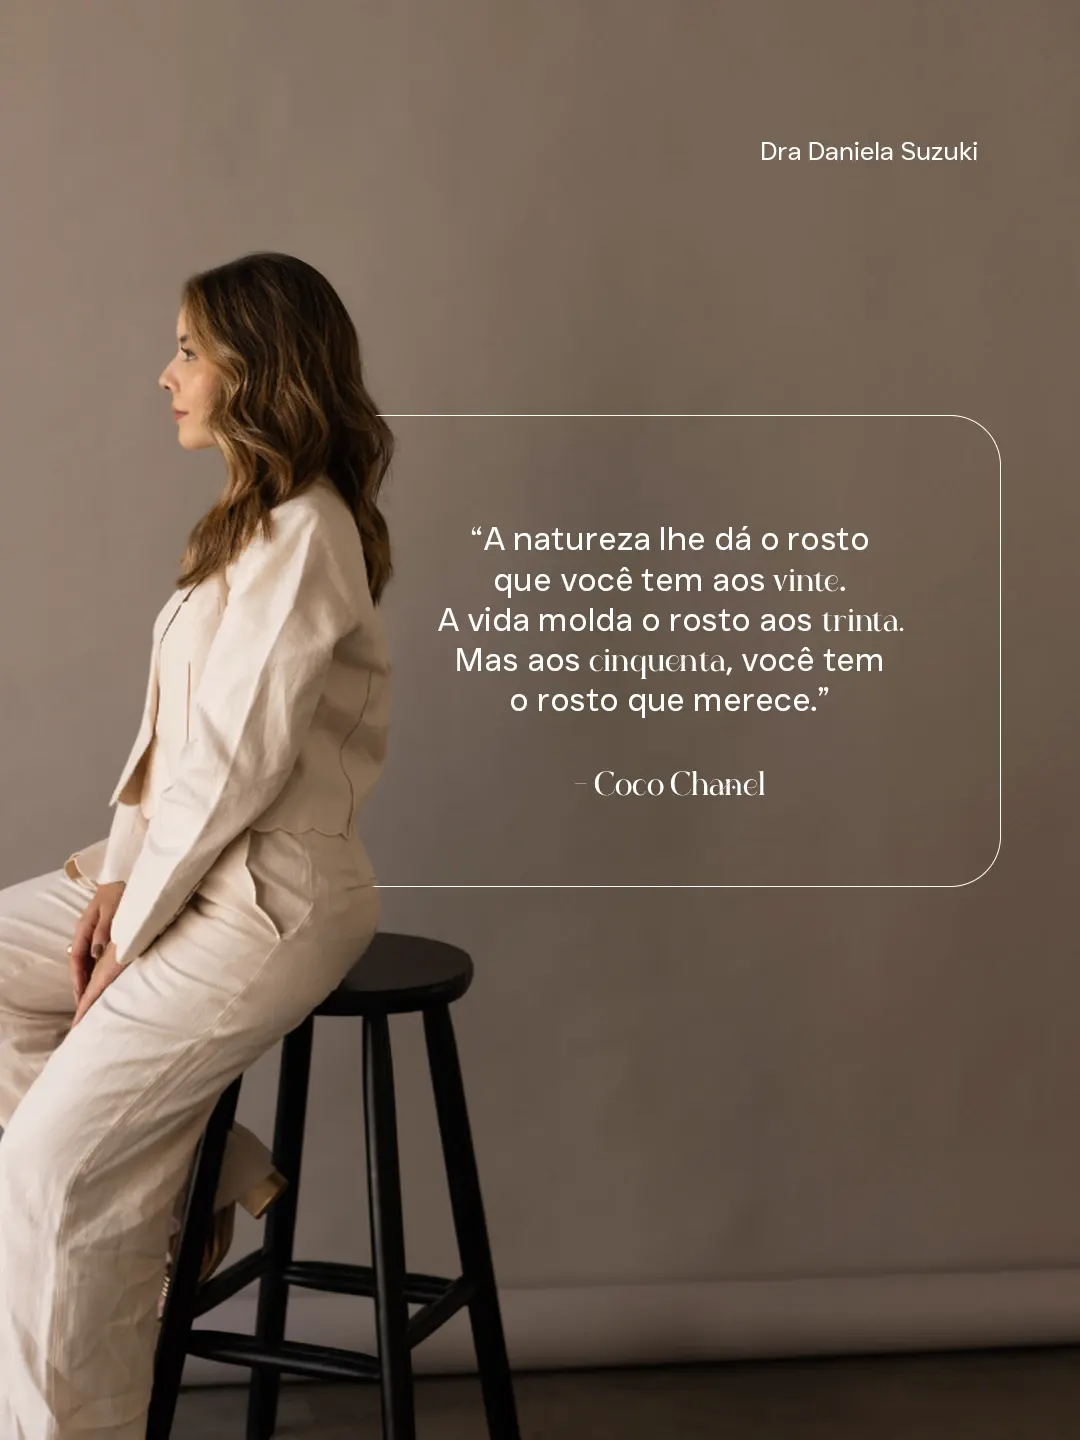 Dra Daniela Suzuki
“A natureza lhe dá o rosto
que você tem aos vinte.
A vida molda o rosto aos trinta.
Mas aos cinquenta, você tem
o rosto que merece.”
– Coco Chanel